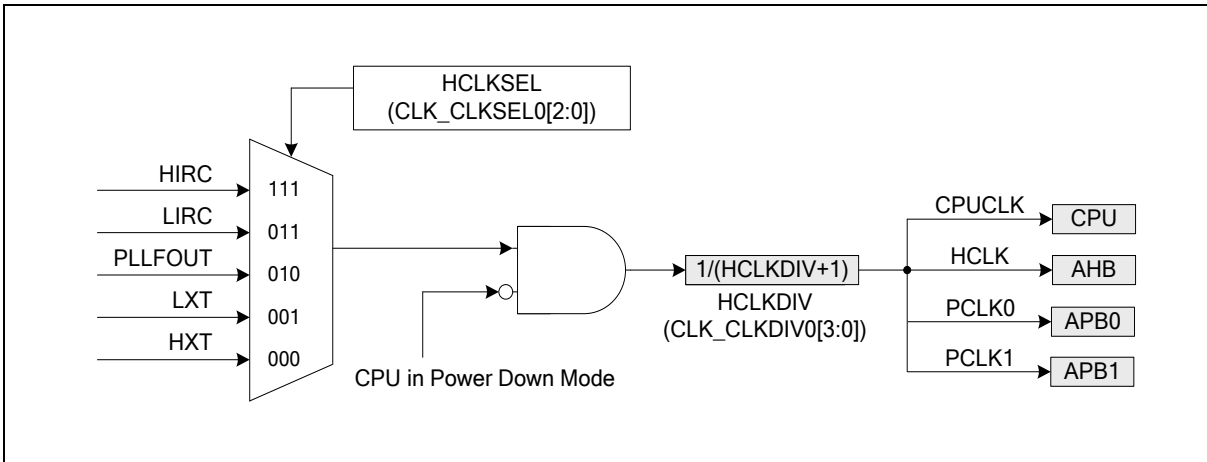 HCLKSEL
(CLK_CLKSEL0[2:0])
HIRC
111
LIRC
011
PLLFOUT
010
LXT
001
HXT
000
CPU in Power Down Mode
1/(HCLKDIV+1)
HCLKDIV
(CLK_CLKDIV0[3:0])
CPUCLK
CPU
HCLK
AHB
PCLK0
APB0
PCLK1
APB1